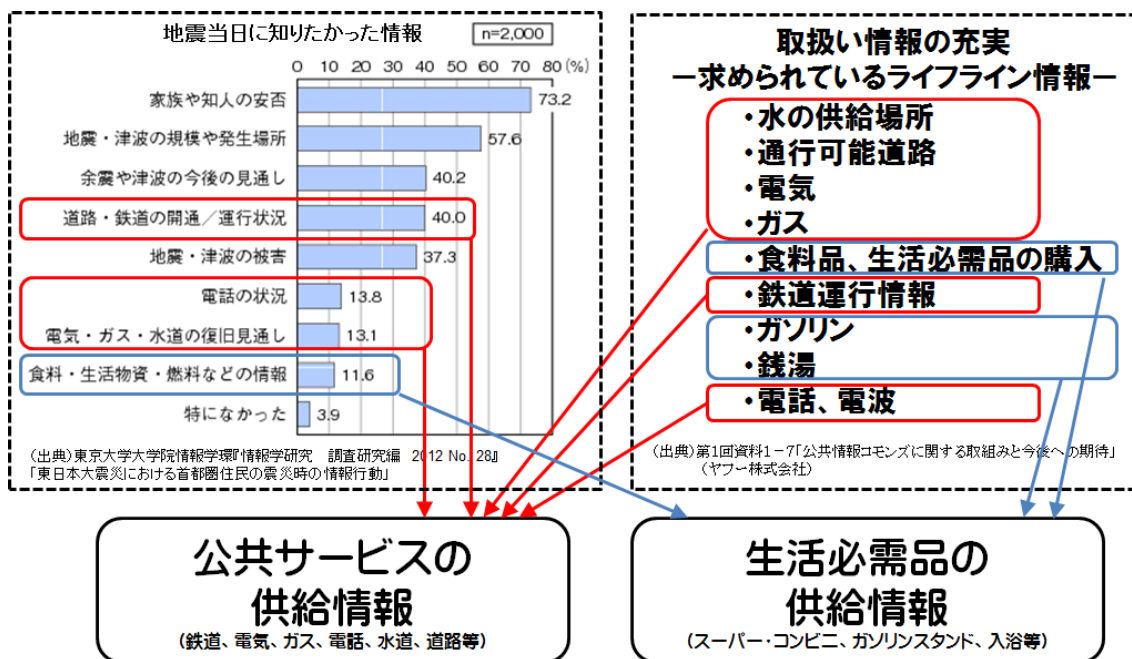 地震当日に知りたかった情報
n=2,000
0 10 20 30 40 50 60 70 80(%)
家族や知人の安否 73.2
地震・津波の規模や発生場所 57.6
余震や津波の今後の見通し 40.2
道路・鉄道の開通／運行状況 40.0
地震・津波の被害 37.3
電話の状況 13.8
電気・ガス・水道の復旧見通し 13.1
食料・生活物資・燃料などの情報 11.6
特になかった 3.9
(出典)東京大学大学院情報学環『情報学研究 調査研究編 2012 No. 28』
「東日本大震災における首都圏住民の震災時の情報行動」
取扱い情報の充実
－求められているライフライン情報－
・水の供給場所
・通行可能道路
・電気
・ガス
・食料品、生活必需品の購入
・鉄道運行情報
・ガソリン
・銭湯
・電話、電波
(出典)第1回資料1－7「公共情報コモンズに関する取組みと今後への期待」
（ヤフー株式会社）
公共サービスの
供給情報
(鉄道、電気、ガス、電話、水道、道路等)
生活必需品の
供給情報
(スーパー・コンビニ、ガソリンスタンド、入浴等)